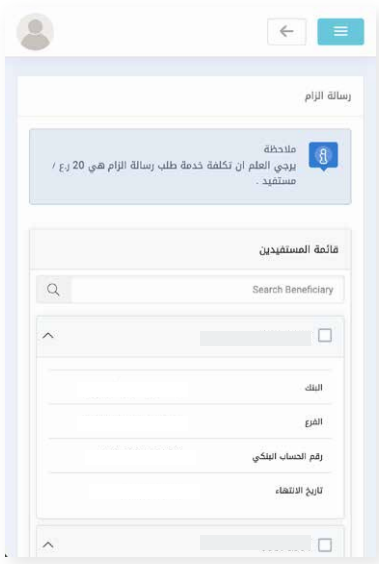 رسالة الزام
ملاحظة
يرجي العلم ان تكلفة خدمة طلب رسالة الزام هي 20 ر.ع /
مستفيد .
قائمة المستفيدين
Search Beneficiary
البنك
الفرع
رقم الحساب البنكي
تاريخ الانتهاء